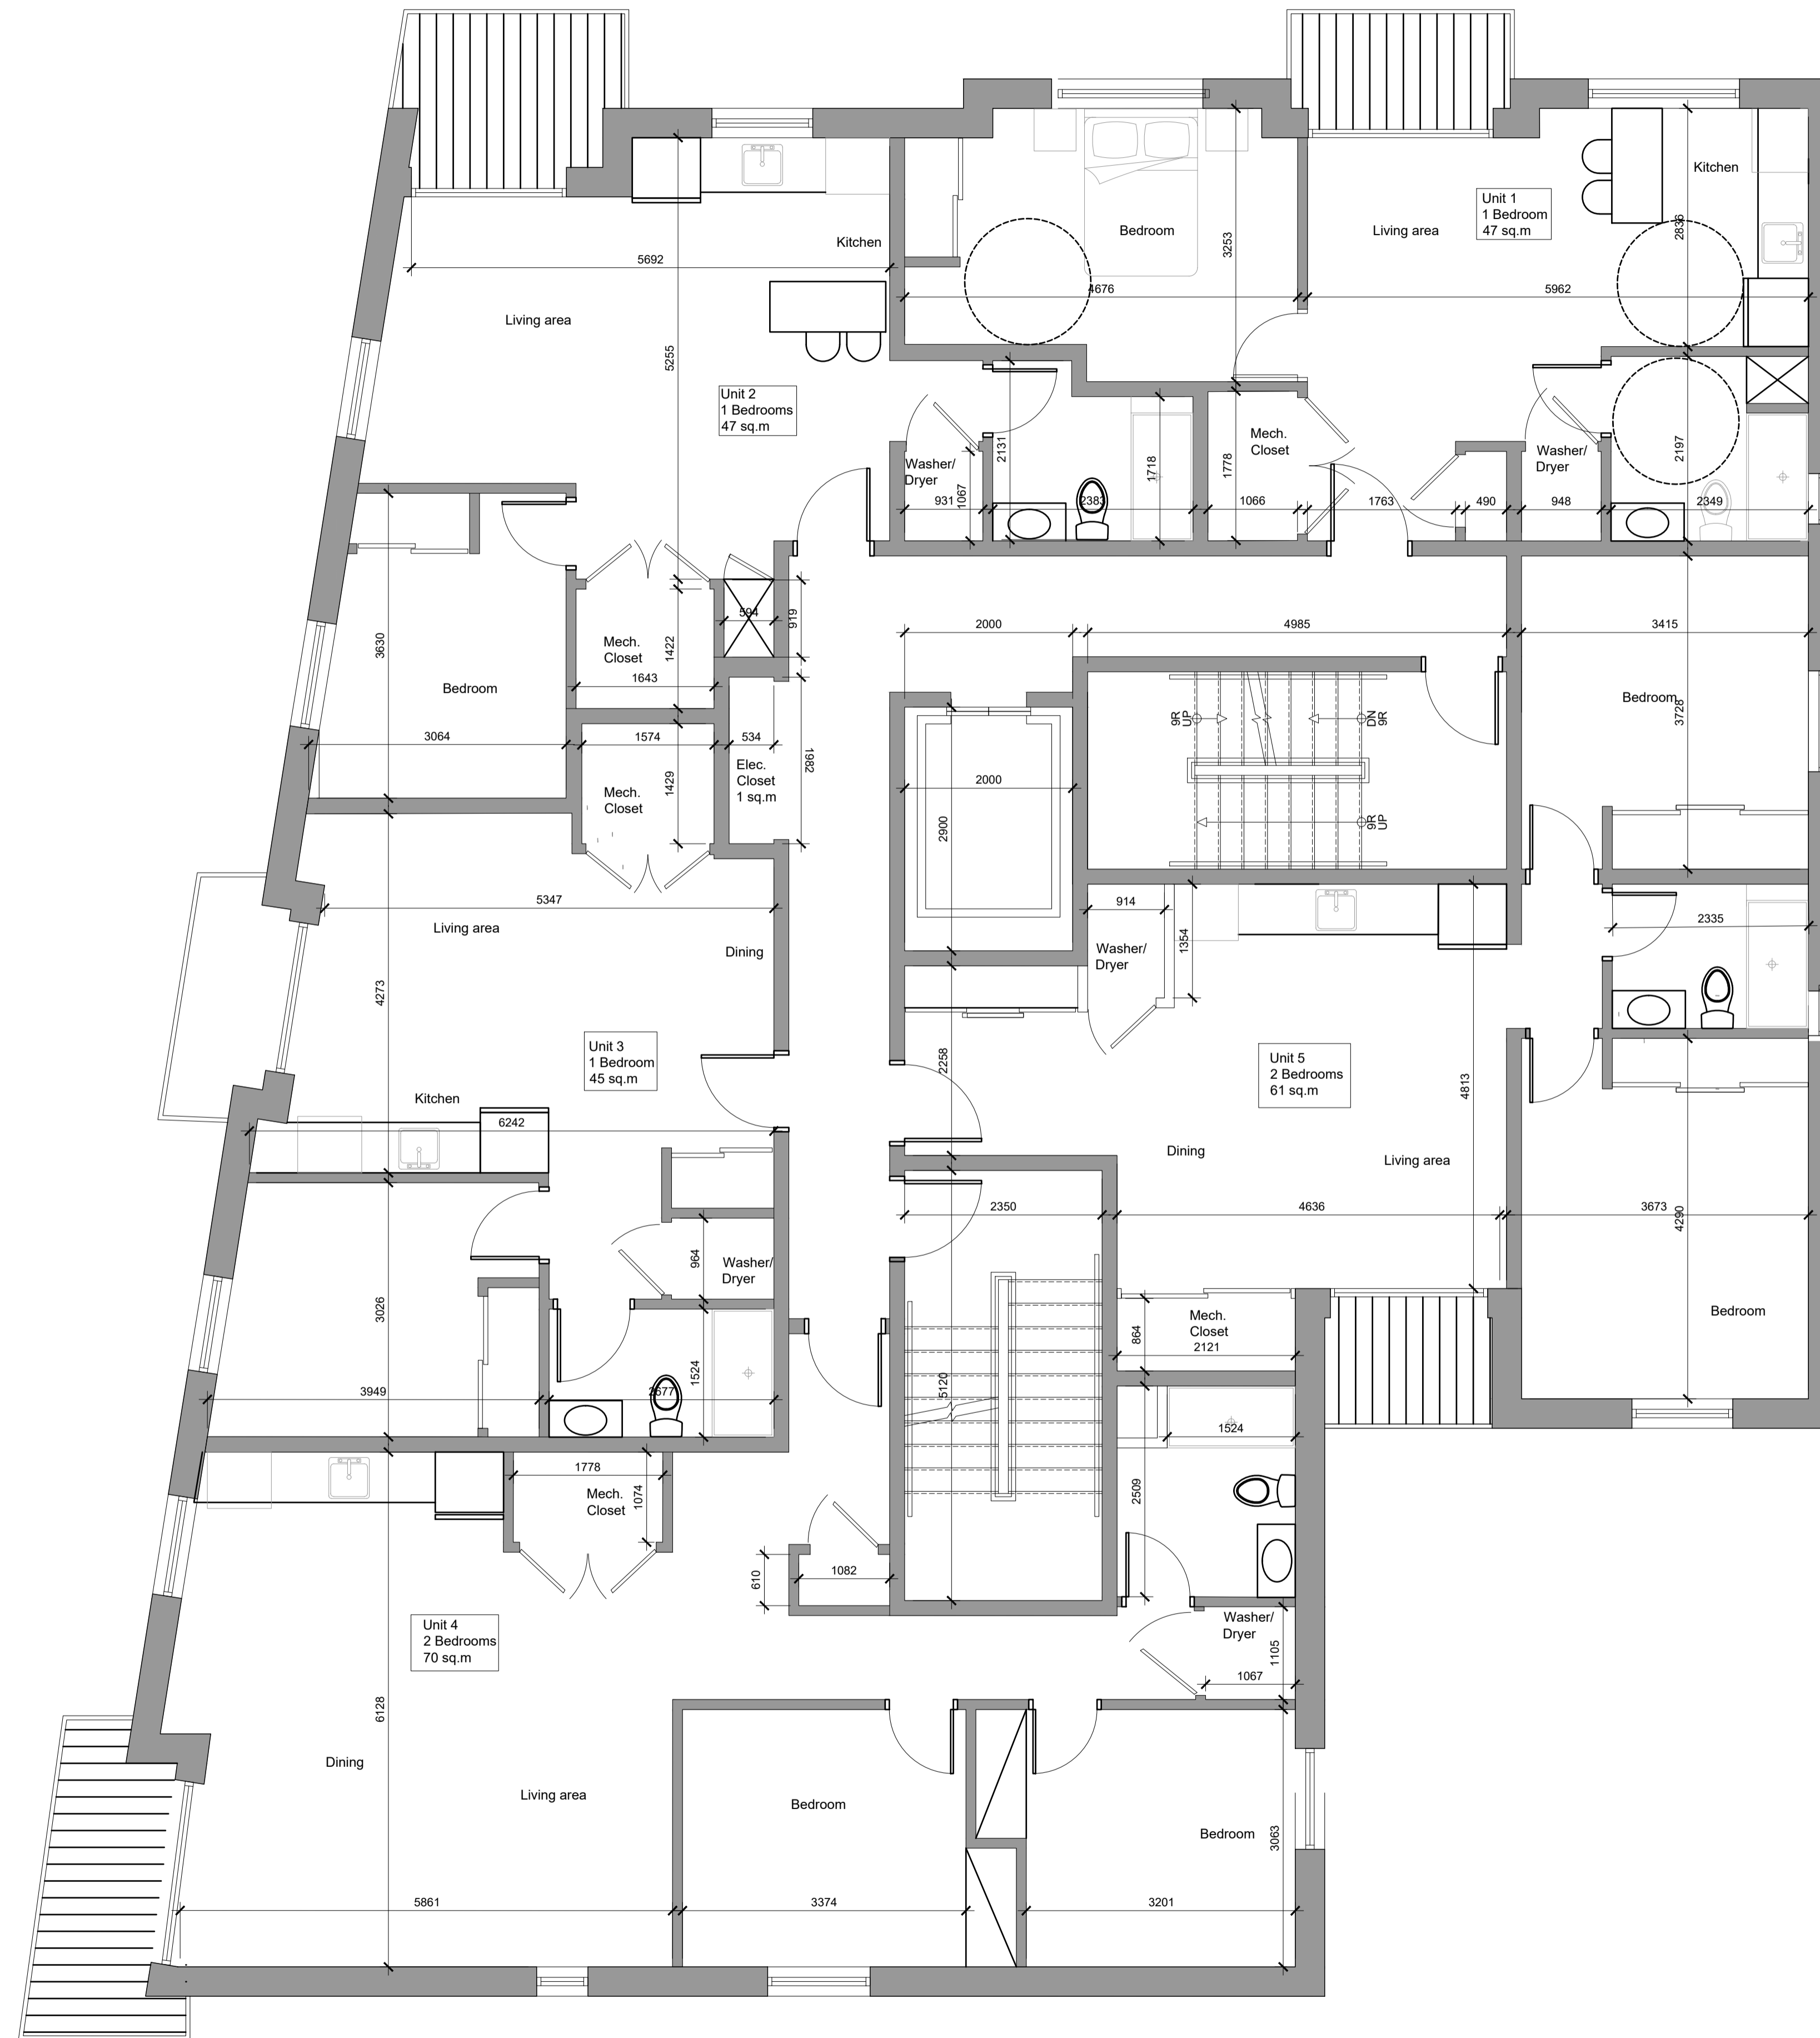 Kitchen
Unit 1
1 Bedroom
47 sq.m
Living area
Bedroom
2836
3253
Kitchen
5692
4676
5962
Living area
5255
Unit 2
1 Bedrooms
47 sq.m
Mech.
Closet
Washer/
Dryer
2131
1718
1778
Washer/
Dryer
2197
931
1067
2383
1066
1763
490
948
2349
594
919
2000
4985
3415
3630
Mech.
Closet
1422
1643
Bedroom
Bedroom
3728
9R
UP
DN
9R
3064
1574
534
1982
Elec.
Closet
1 sq.m
1429
Mech.
Closet
2000
2900
9R
UP
5347
914
Living area
Dining
Washer/
Dryer
1354
2335
4273
Unit 3
1 Bedroom
45 sq.m
2258
Unit 5
2 Bedrooms
61 sq.m
4813
Kitchen
6242
Dining
Living area
2350
4636
3673
4290
964
Washer/
Dryer
3026
Mech.
Closet
2121
864
Bedroom
1524
3949
2677
5120
1524
1778
Mech.
Closet
1074
2509
610
1082
Unit 4
2 Bedrooms
70 sq.m
Washer/
Dryer
1105
1067
6128
Dining
Living area
Bedroom
Bedroom
3063
5861
3374
3201